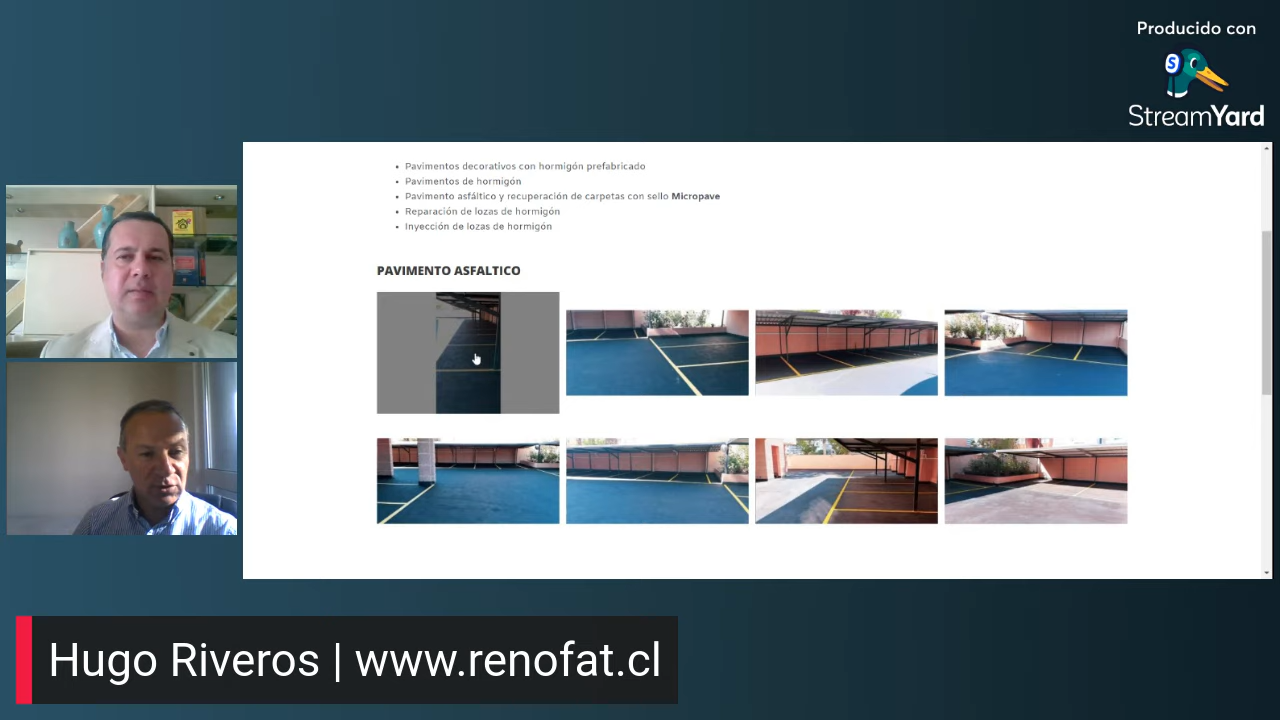 Producido con
StreamYard
Pavimentos decorativos con hormigón prefabricado
Pavimentos de hormigón
Pavimento asfáltico y recuperación de carpetas con sello Micropave
Reparación de lozas de hormigón
Inyección de lozas de hormigón
PAVIMENTO ASFALTICO
Hugo Riveros | www.renofat.cl